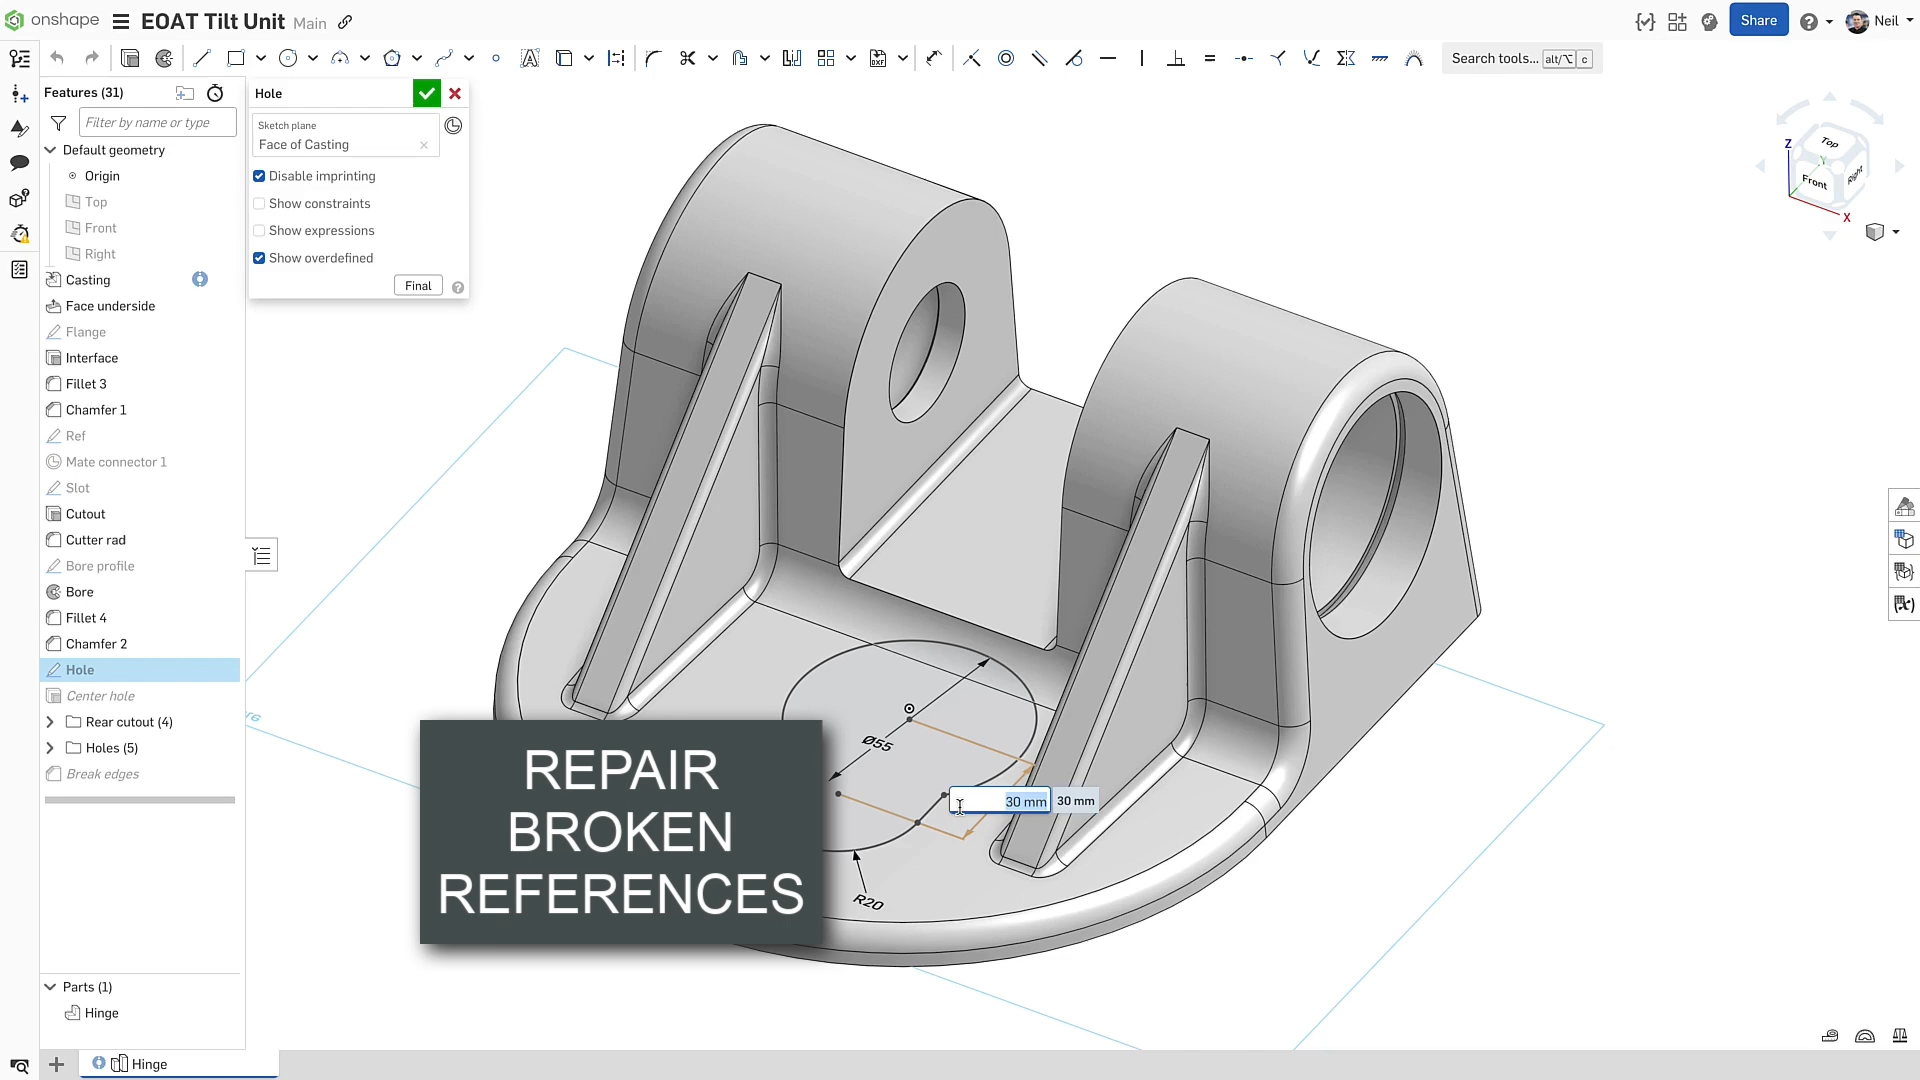 onshape
EOAT Tilt Unit Main
Share
Neil
Search tools... alt/⌥ c
Features (31)
Filter by name or type
Default geometry
Origin
Top
Front
Right
Casting
Face underside
Flange
Interface
Fillet 3
Chamfer 1
Ref
Mate connector 1
Slot
Cutout
Cutter rad
Bore profile
Bore
Fillet 4
Chamfer 2
Hole
Center hole
Rear cutout (4)
Holes (5)
Break edges
Parts (1)
Hinge
Hole
Sketch plane
Face of Casting
Disable imprinting
Show constraints
Show expressions
Show overdefined
Final
Top
Front
Right
Z
Y
X
Ø55
30 mm 30 mm
R20
REPAIR
BROKEN
REFERENCES
Hinge